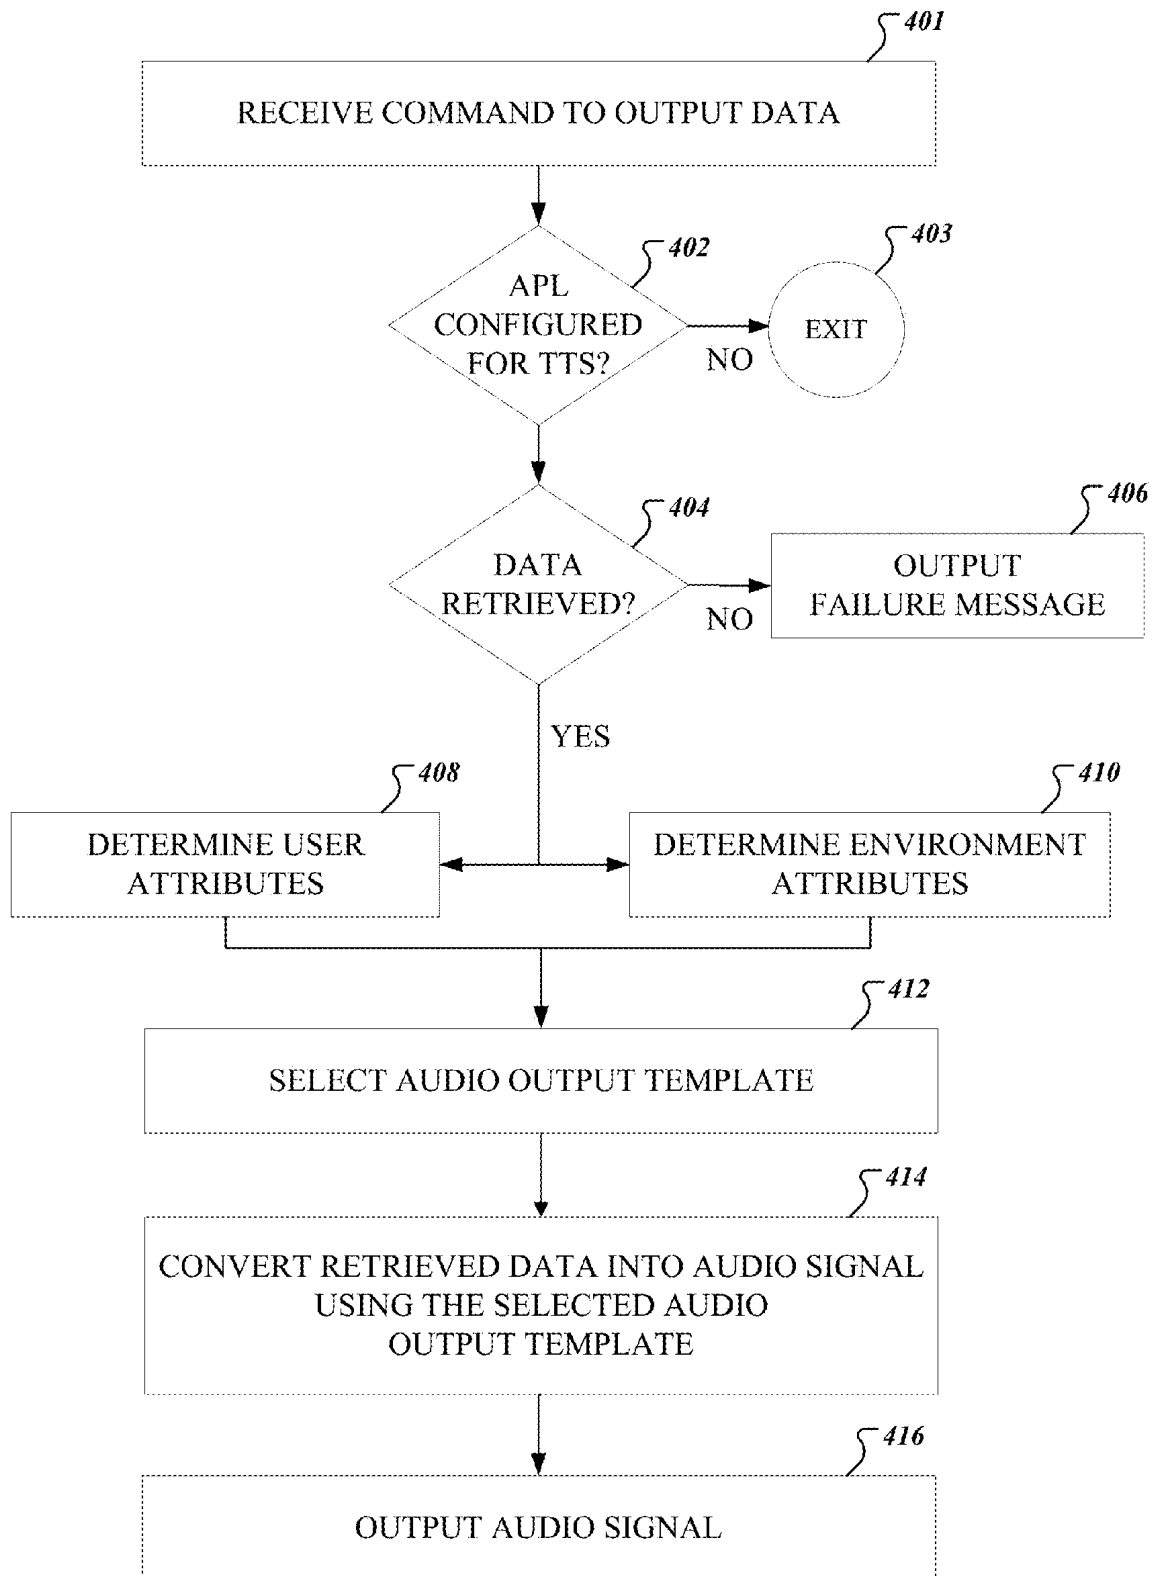 401
RECEIVE COMMAND TO OUTPUT DATA
402
APL
CONFIGURED
FOR TTS?
403
EXIT
NO
404
DATA
RETRIEVED?
406
OUTPUT
FAILURE MESSAGE
NO
YES
408
DETERMINE USER
ATTRIBUTES
410
DETERMINE ENVIRONMENT
ATTRIBUTES
412
SELECT AUDIO OUTPUT TEMPLATE
414
CONVERT RETRIEVED DATA INTO AUDIO SIGNAL
USING THE SELECTED AUDIO
OUTPUT TEMPLATE
416
OUTPUT AUDIO SIGNAL